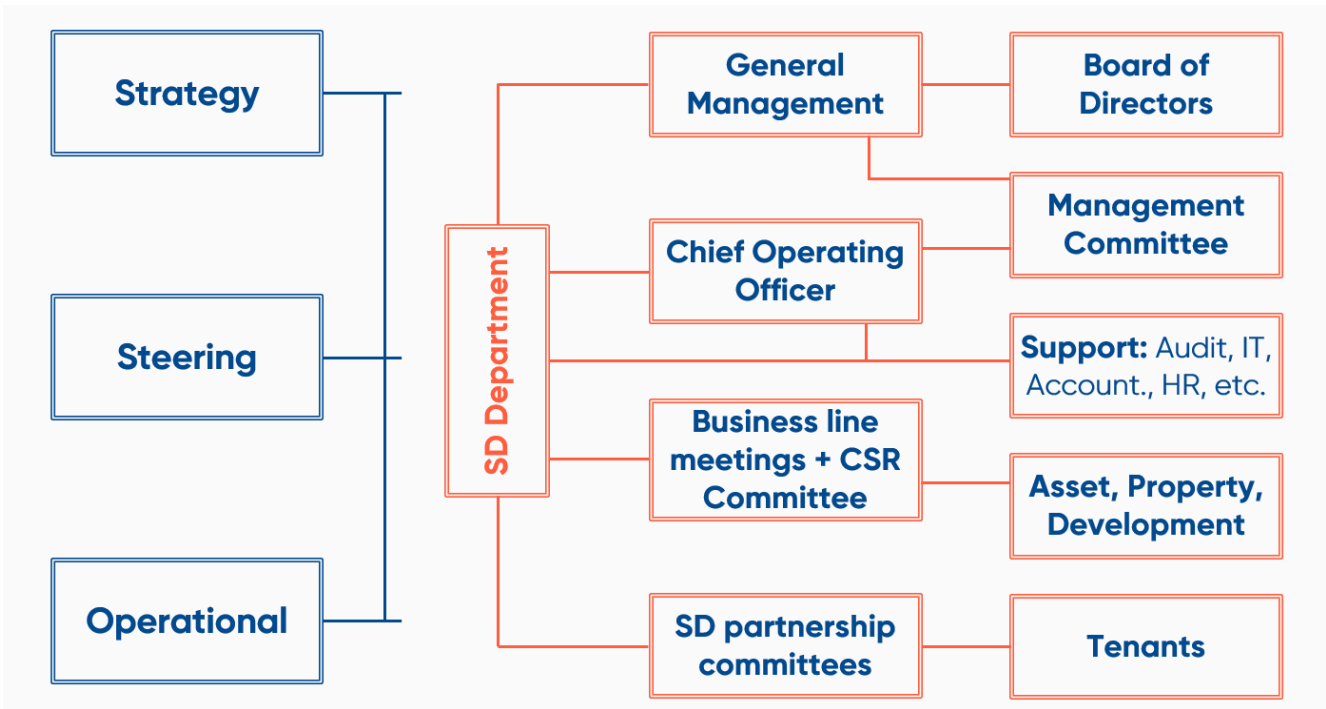 Strategy
Steering
Operational
SD Department
General
Management
Board of
Directors
Management
Committee
Chief Operating
Officer
Support: Audit, IT,
Account., HR, etc.
Business line
meetings + CSR
Committee
Asset, Property,
Development
SD partnership
committees
Tenants